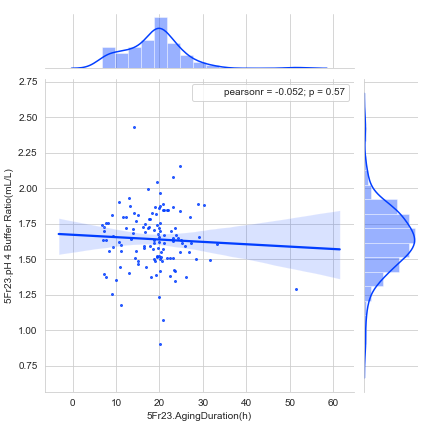 pearsonr = -0.052; p = 0.57
5Fr23.pH 4 Buffer Ratio(mL/L)
2.75
2.50
2.25
2.00
1.75
1.50
1.25
1.00
0.75
0 10 20 30 40 50 60
5Fr23.AgingDuration(h)